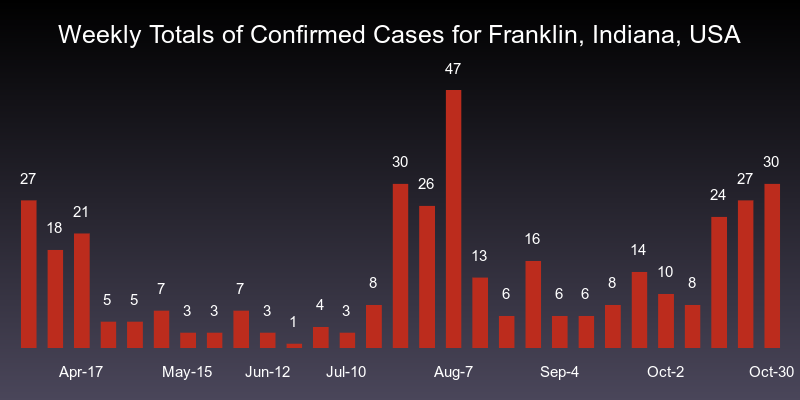 Weekly Totals of Confirmed Cases for Franklin, Indiana, USA
27 18 21 5 5 7 3 3 7 3 1 4 3 8 30 26 47 13 6 16 6 6 8 14 10 8 24 27 30
Apr-17 May-15 Jun-12 Jul-10 Aug-7 Sep-4 Oct-2 Oct-30